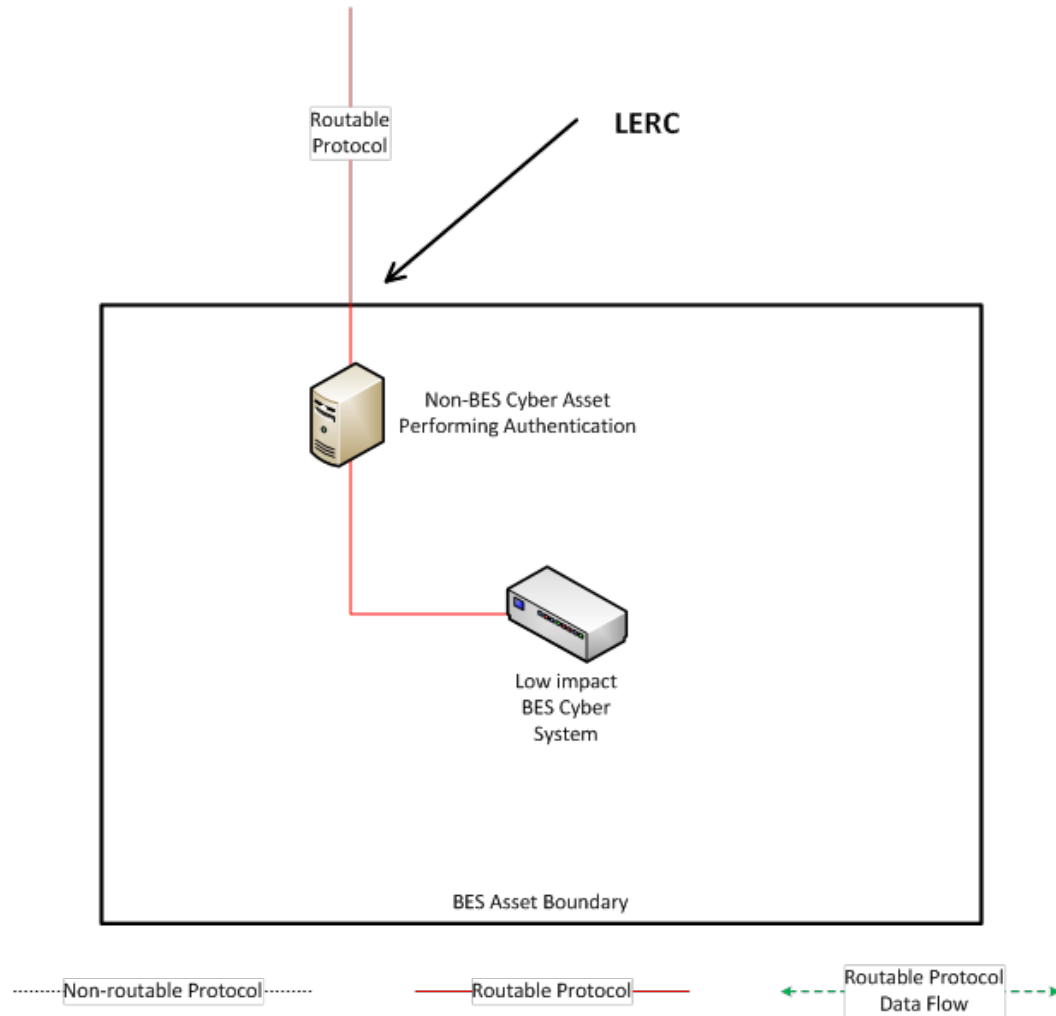 Routable
Protocol
LERC
Non-BES Cyber Asset
Performing Authentication
Low impact
BES Cyber
System
BES Asset Boundary
Non-routable Protocol
Routable Protocol
Routable Protocol
Data Flow